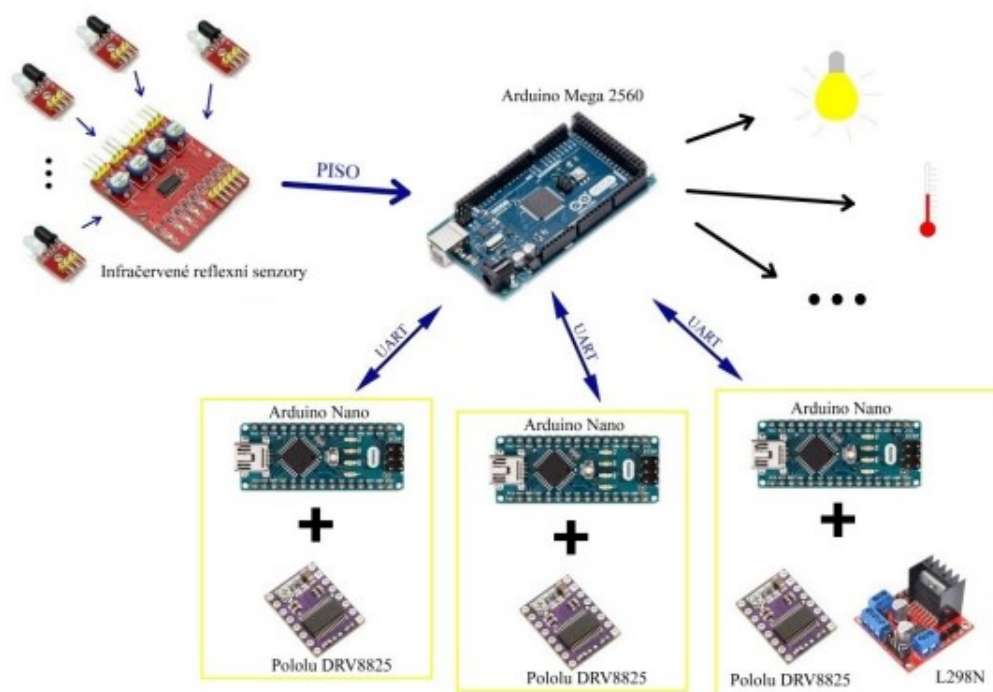 Arduino Mega 2560
PISO
Infračervené reflexní senzory
UART
UART
UART
Arduino Nano
Arduino Nano
Arduino Nano
Pololu DRV8825
Pololu DRV8825
Pololu DRV8825
L298N